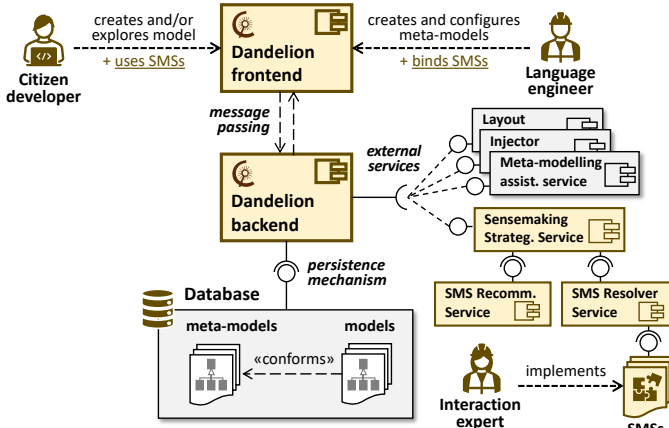 creates and/or
explores model
+ uses SMSs
Citizen
developer
Dandelion
frontend
creates and configures
meta-models
+ binds SMSs
Language
engineer
message
passing
external
services
Layout
Injector
Meta-modelling
assist. service
Dandelion
backend
Sensemaking
Strateg. Service
persistence
mechanism
SMS Recomm.
Service
SMS Resolver
Service
Database
meta-models
models
«conforms»
implements
Interaction
expert
SMSs